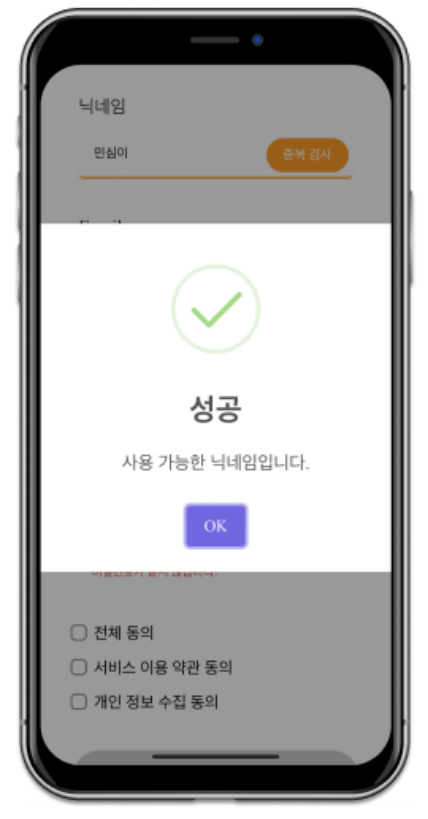 닉네임
민심이
중복 검사
성공
사용 가능한 닉네임입니다.
OK
전체 동의
서비스 이용 약관 동의
개인 정보 수집 동의